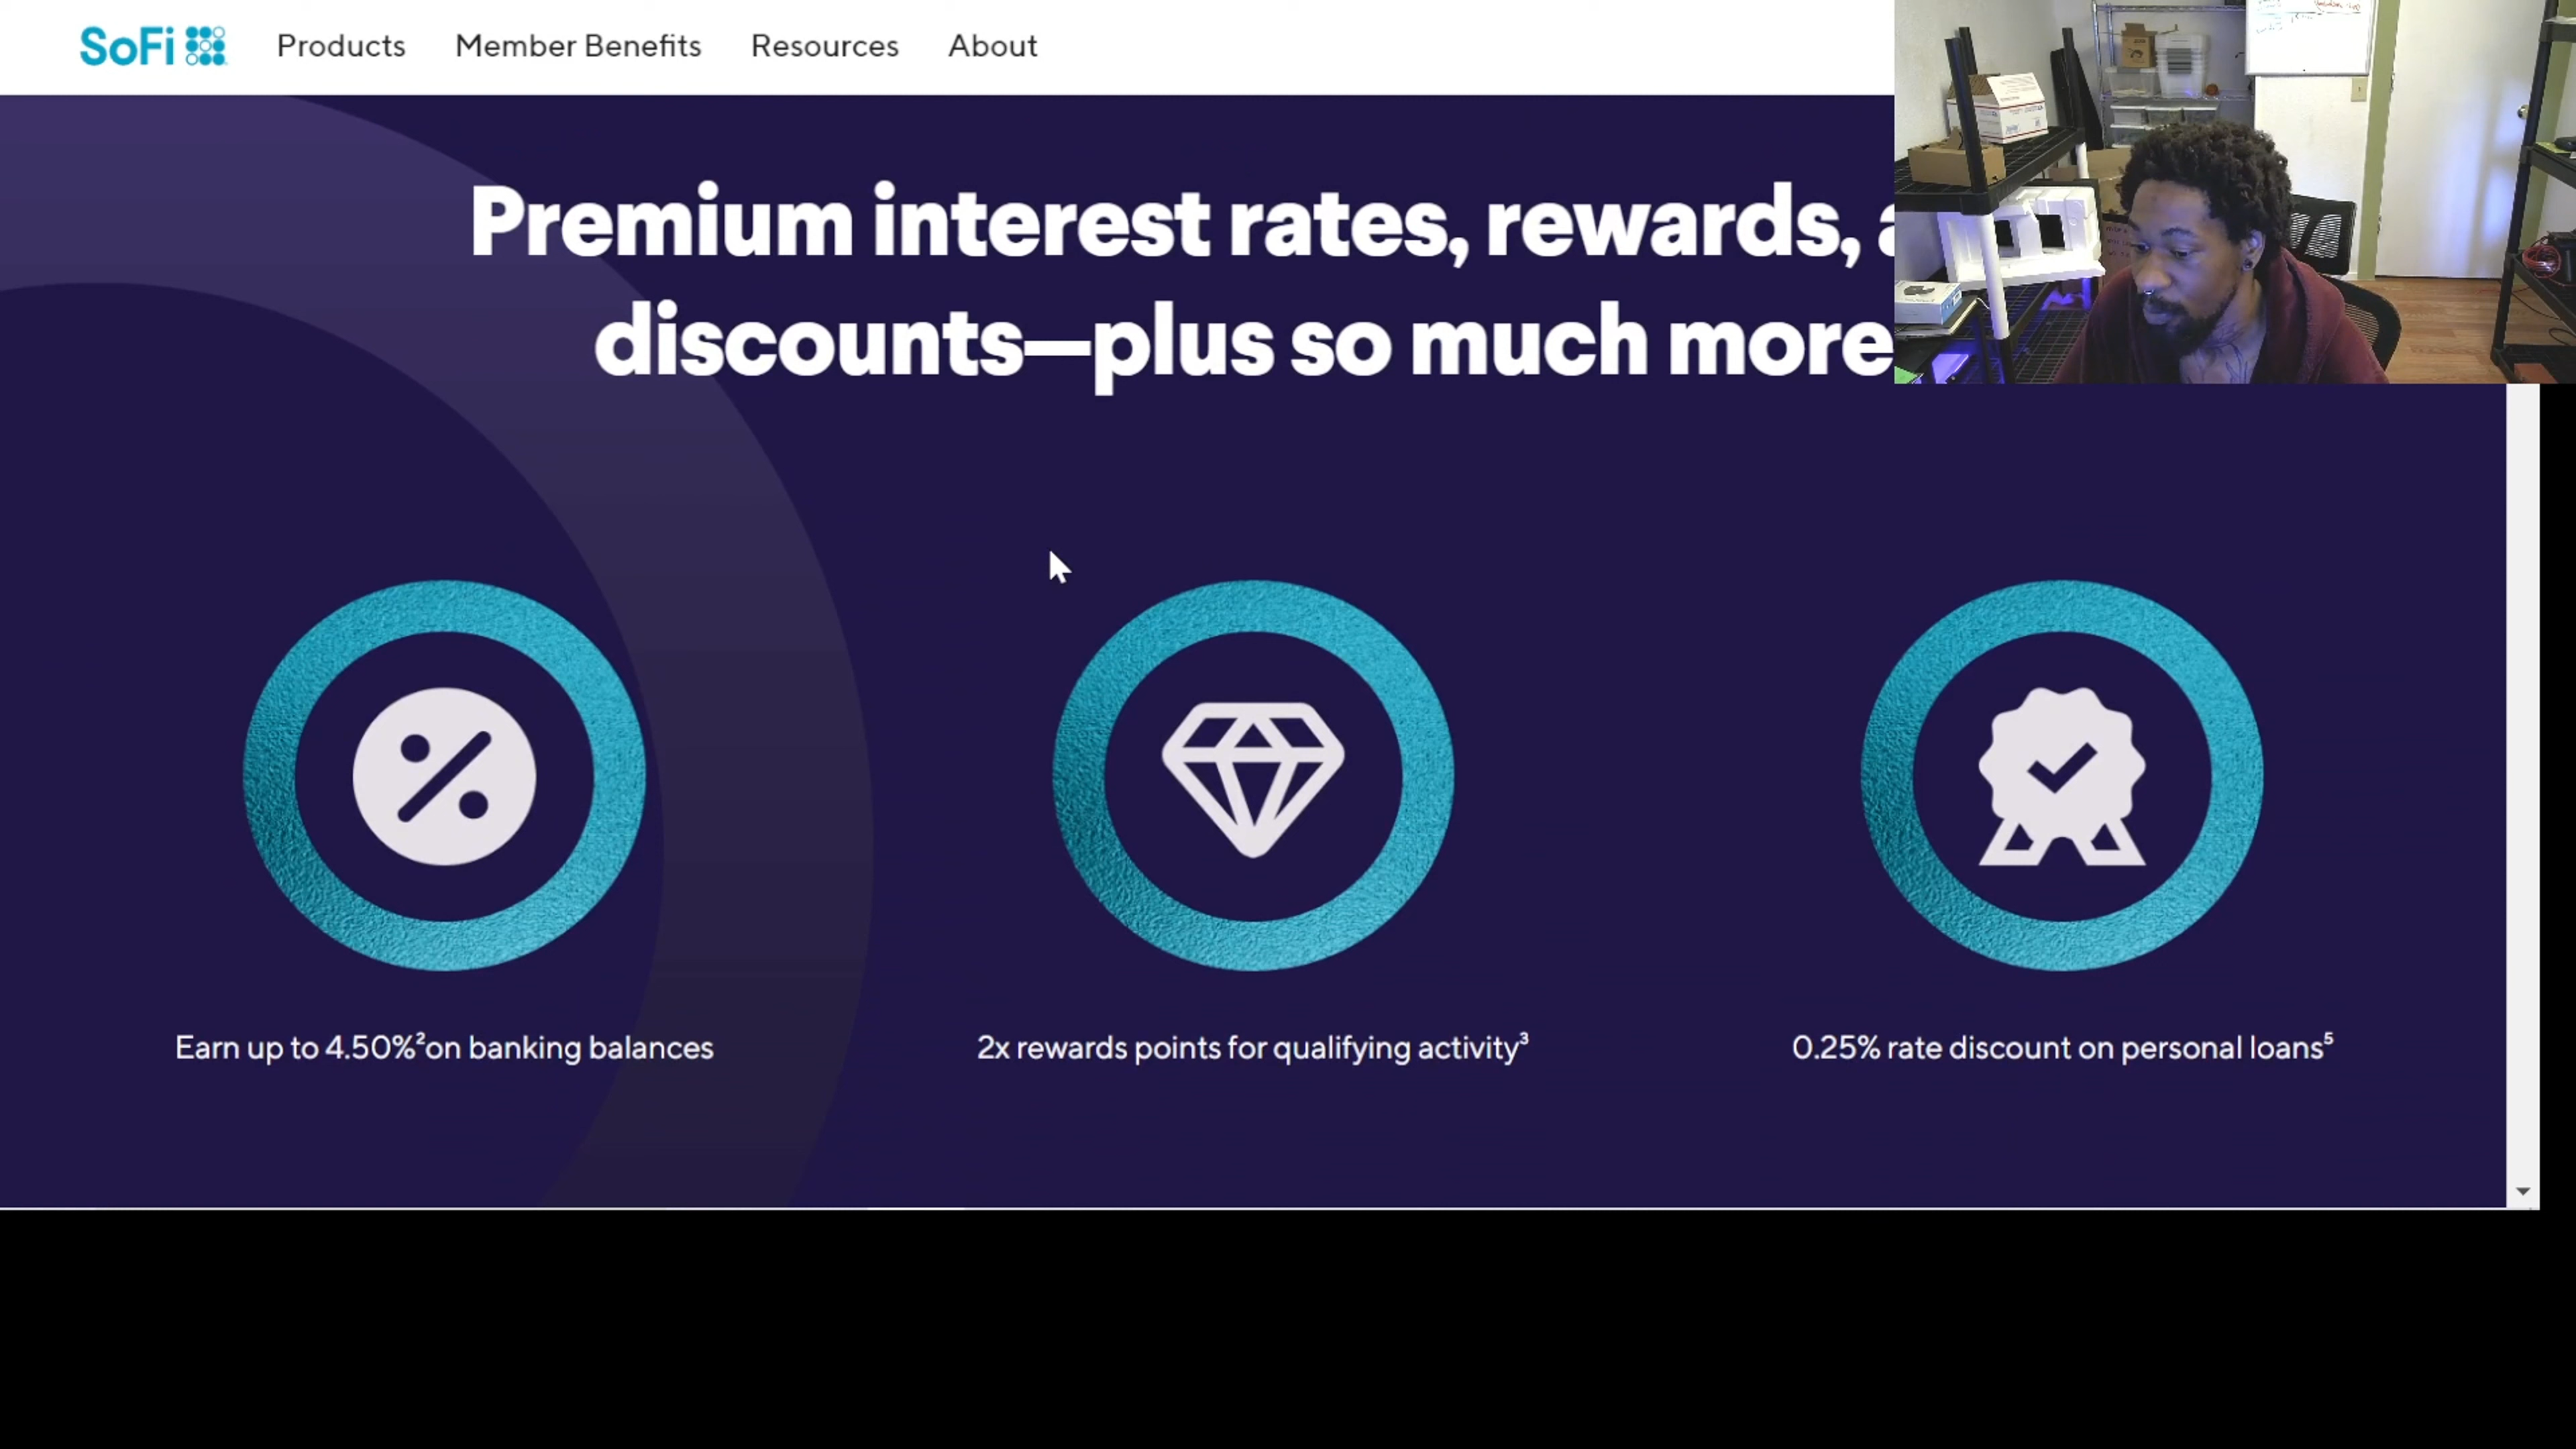 SoFi Products Member Benefits Resources About
Premium interest rates, rewards,
discounts—plus so much more
Earn up to 4.50%²on banking balances
2x rewards points for qualifying activity³
0.25% rate discount on personal loans⁵